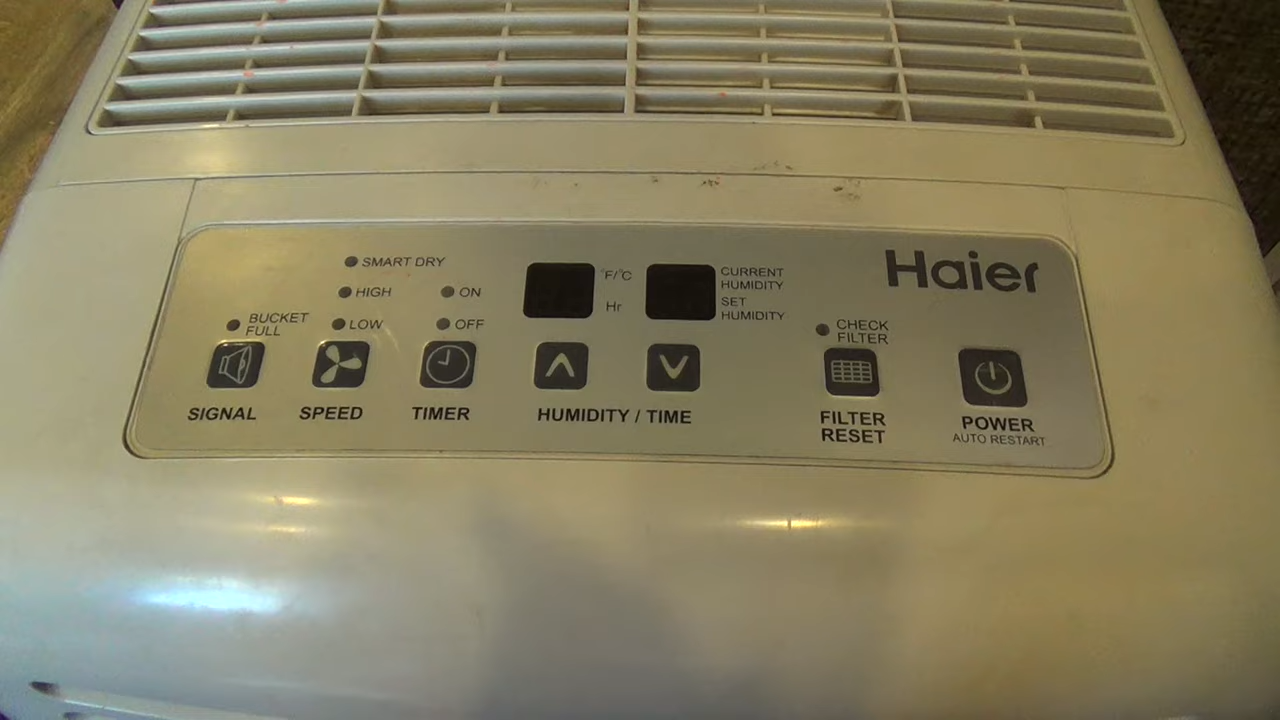 Haier
SMART DRY
HIGH
ON
°F/°C
CURRENT
HUMIDITY
Hr
SET
HUMIDITY
BUCKET
FULL
LOW
OFF
CHECK
FILTER
SIGNAL
SPEED
TIMER
HUMIDITY / TIME
FILTER
RESET
POWER
AUTO RESTART